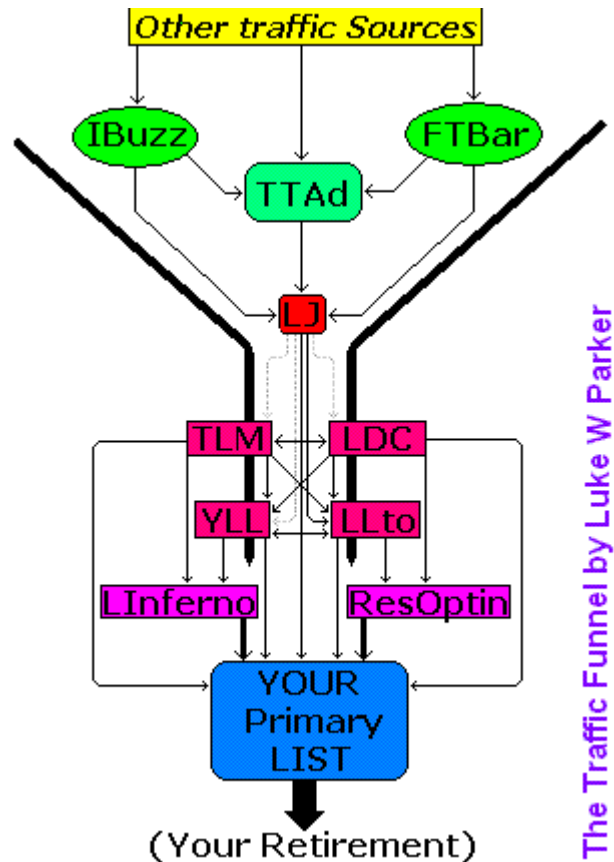 Other traffic Sources
IBuzz
FTBar
TTAd
LJ
TLM
LDC
YLL
LLto
LInferno
ResOptin
YOUR
Primary
LIST
(Your Retirement)
The Traffic Funnel by Luke W Parker